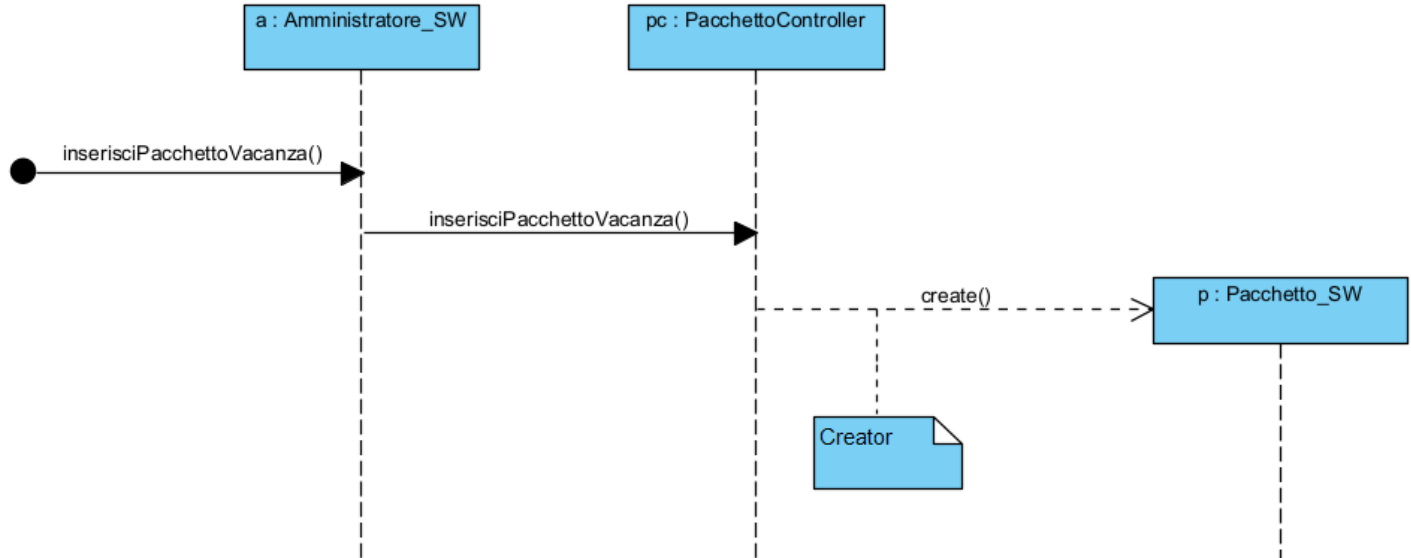 a : Amministratore_SW
pc : PacchettoController
inserisciPacchettoVacanza()
inserisciPacchettoVacanza()
create()
p : Pacchetto_SW
Creator